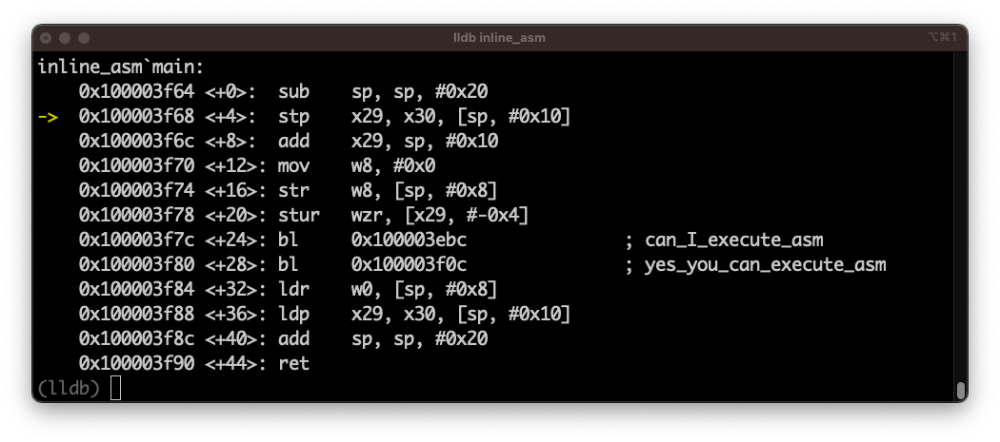 lldb inline_asm
⌥⌘1
inline_asm`main:
    0x100003f64 <+0>:  sub    sp, sp, #0x20
->  0x100003f68 <+4>:  stp    x29, x30, [sp, #0x10]
    0x100003f6c <+8>:  add    x29, sp, #0x10
    0x100003f70 <+12>: mov    w8, #0x0
    0x100003f74 <+16>: str    w8, [sp, #0x8]
    0x100003f78 <+20>: stur   wzr, [x29, #-0x4]
    0x100003f7c <+24>: bl     0x100003ebc               ; can_I_execute_asm
    0x100003f80 <+28>: bl     0x100003f0c               ; yes_you_can_execute_asm
    0x100003f84 <+32>: ldr    w0, [sp, #0x8]
    0x100003f88 <+36>: ldp    x29, x30, [sp, #0x10]
    0x100003f8c <+40>: add    sp, sp, #0x20
    0x100003f90 <+44>: ret
(lldb)